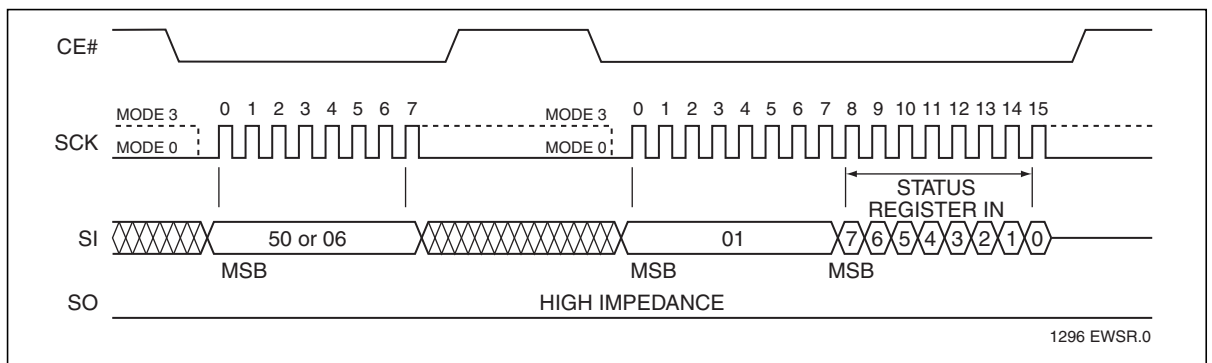 CE#
0 1 2 3 4 5 6 7 0 1 2 3 4 5 6 7 8 9 10 11 12 13 14 15
MODE 3 MODE 3
SCK MODE 0 MODE 0
STATUS
REGISTER IN
SI 50 or 06 01 7 6 5 4 3 2 1 0
MSB MSB MSB
SO HIGH IMPEDANCE
1296 EWSR.0